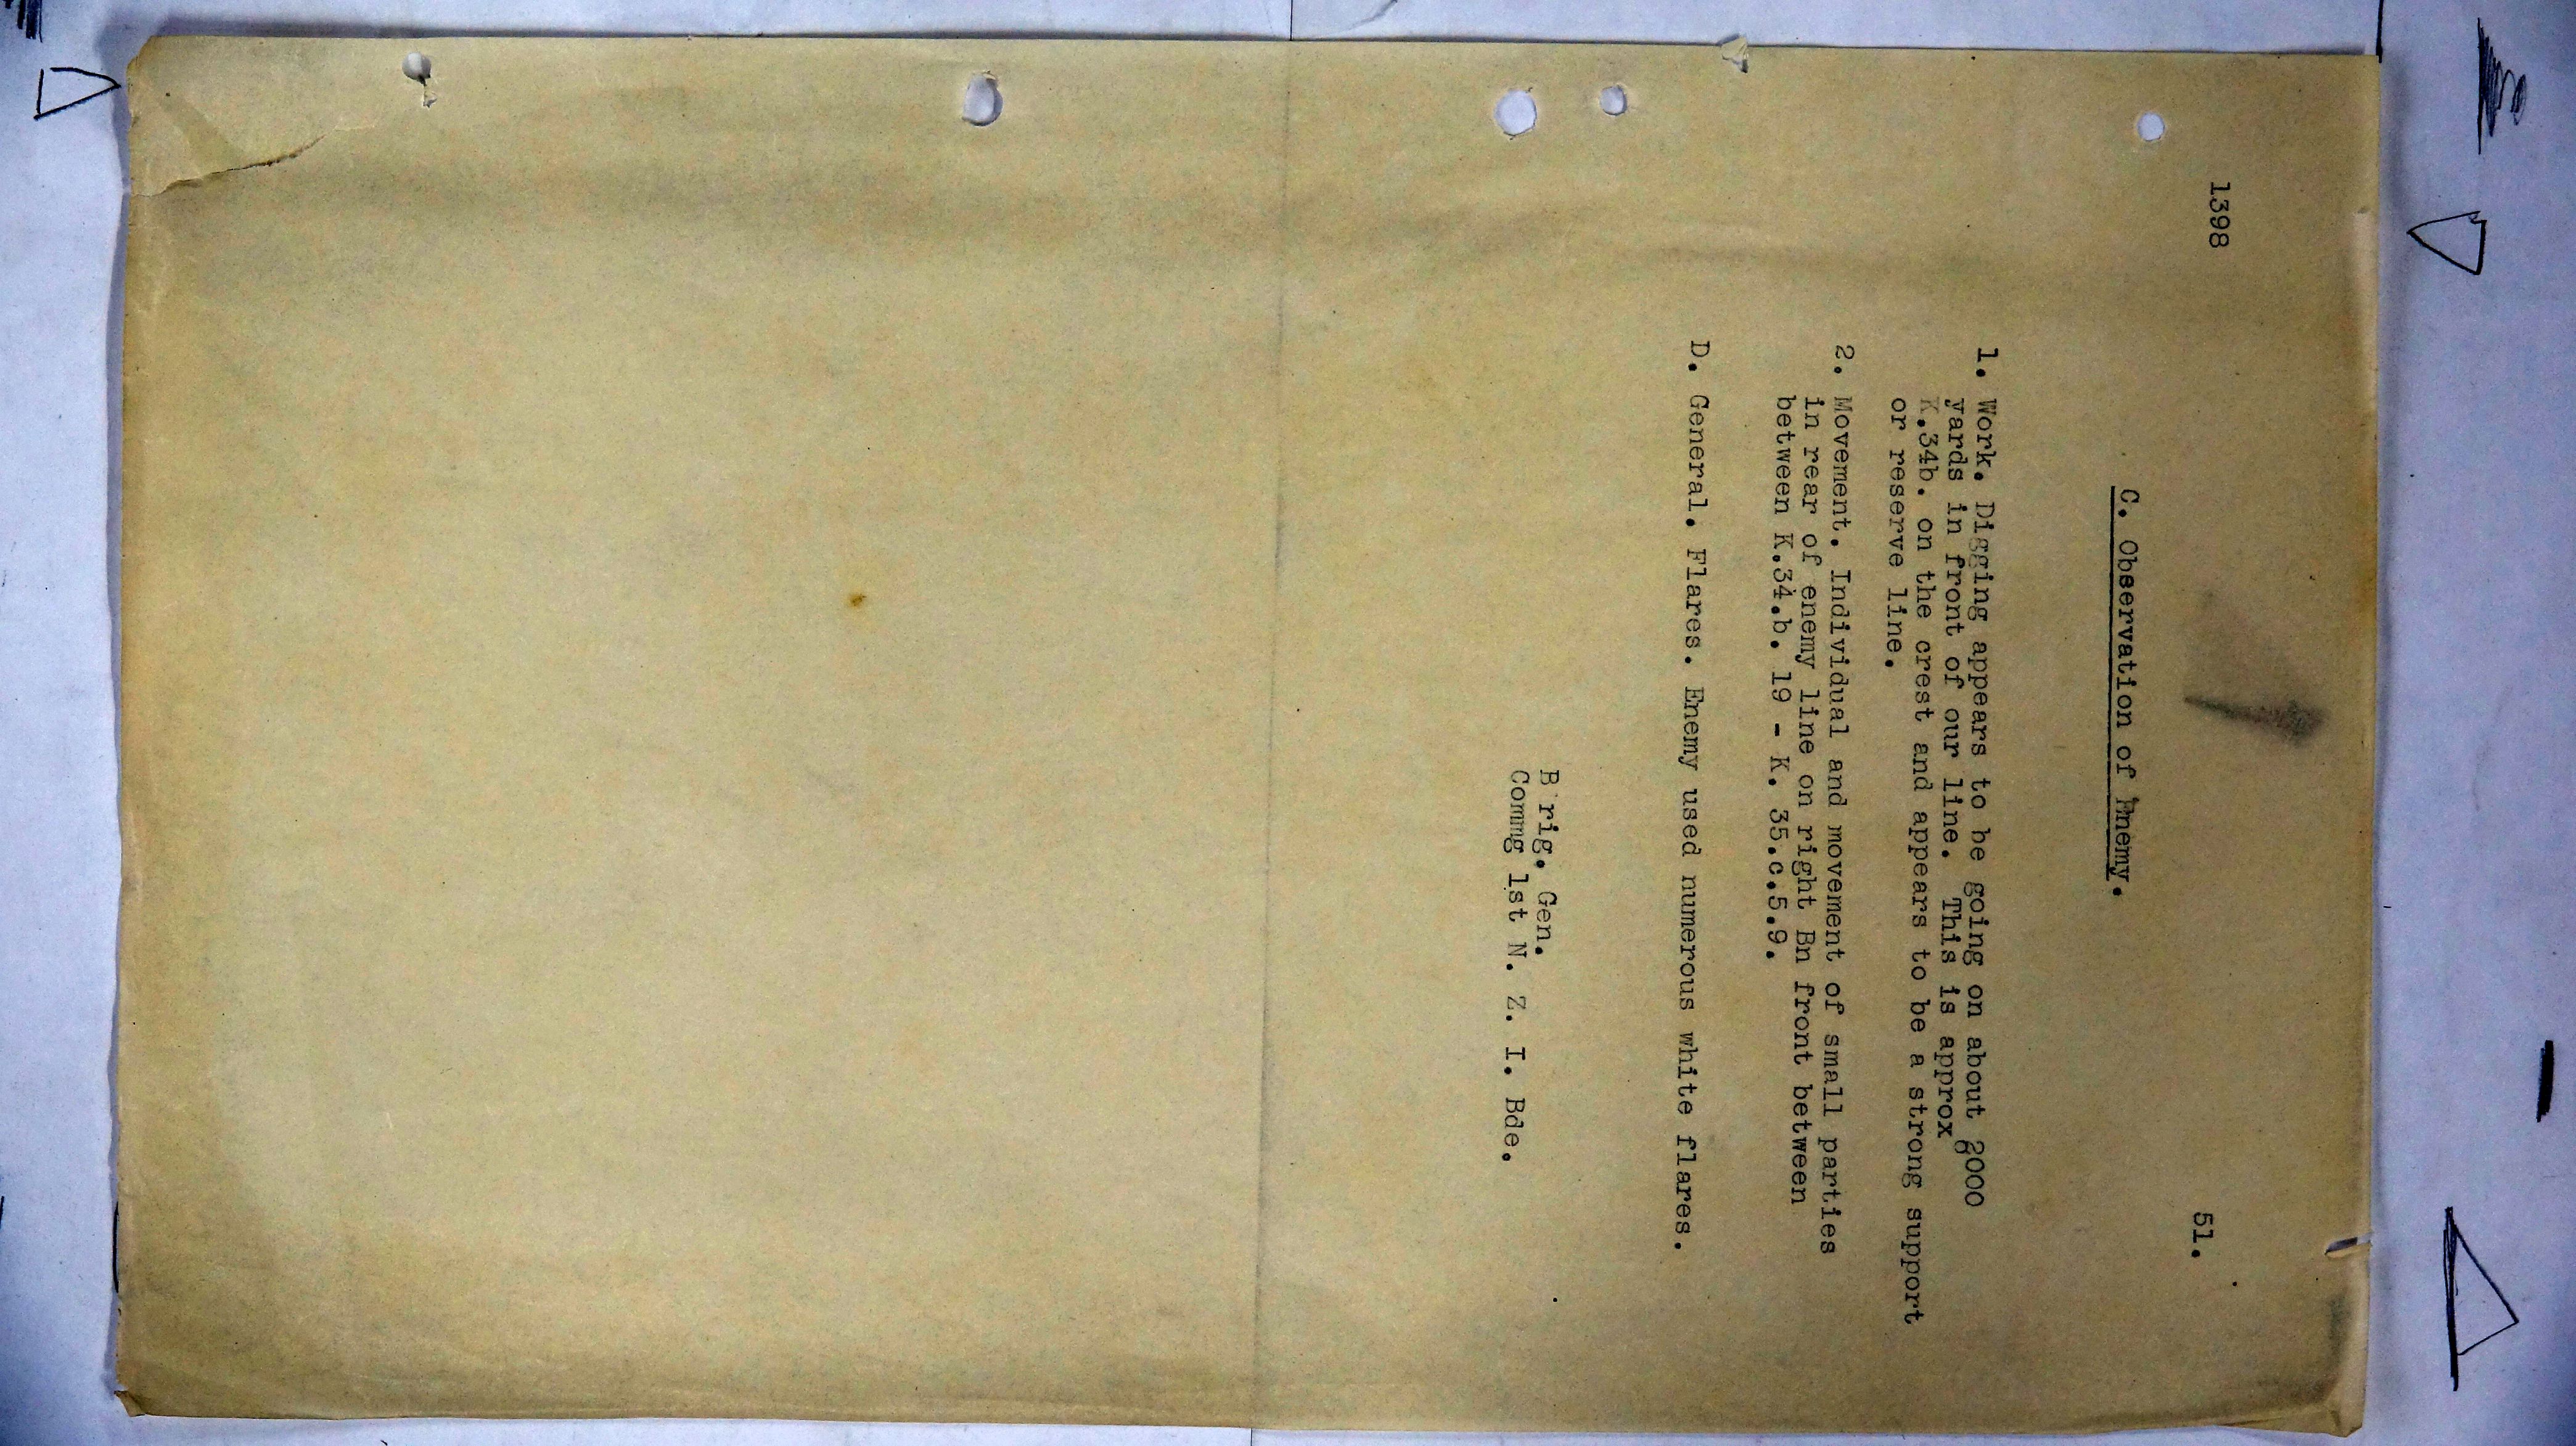 1398
51.
C. Observation of Enemy.
1. Work. Digging appears to be going on about 2000
yards in front of our line. This is approx
K.34b. on the crest and appears to be a strong support
or reserve line.
2. Movement. Individual and movement of small parties
in rear of enemy line on right Bn front between
between K.34.b. 19 - K. 35.c.5.9.
D. General. Flares. Enemy used numerous white flares.
B rig. Gen.
Commg 1st N. Z. I. Bde.